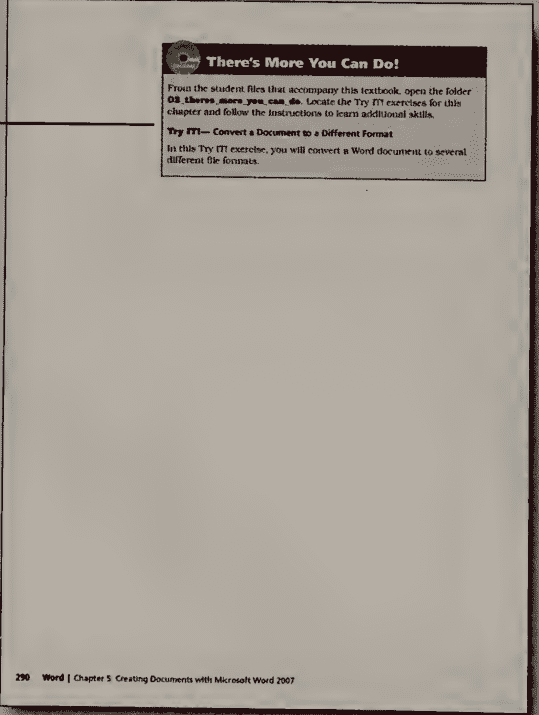 There's More You Can Do!
From the student files that accompany this textbook, open the folder
02_theres_more_you_can_do. Locate the Try IT! exercises for this
chapter and follow the instructions to learn additional skills.
Try IT!— Convert a Document to a Different Format
In this Try IT! exercise, you will convert a Word document to several
different file formats.
290 Word | Chapter 5: Creating Documents with Microsoft Word 2007